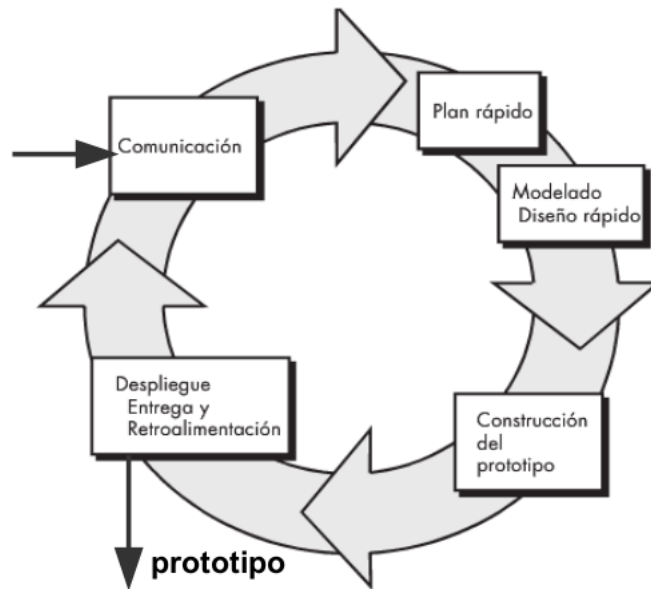 Comunicación
Plan rápido
Modelado
Diseño rápido
Construcción
del
prototipo
Despliegue
Entrega y
Retroalimentación
prototipo